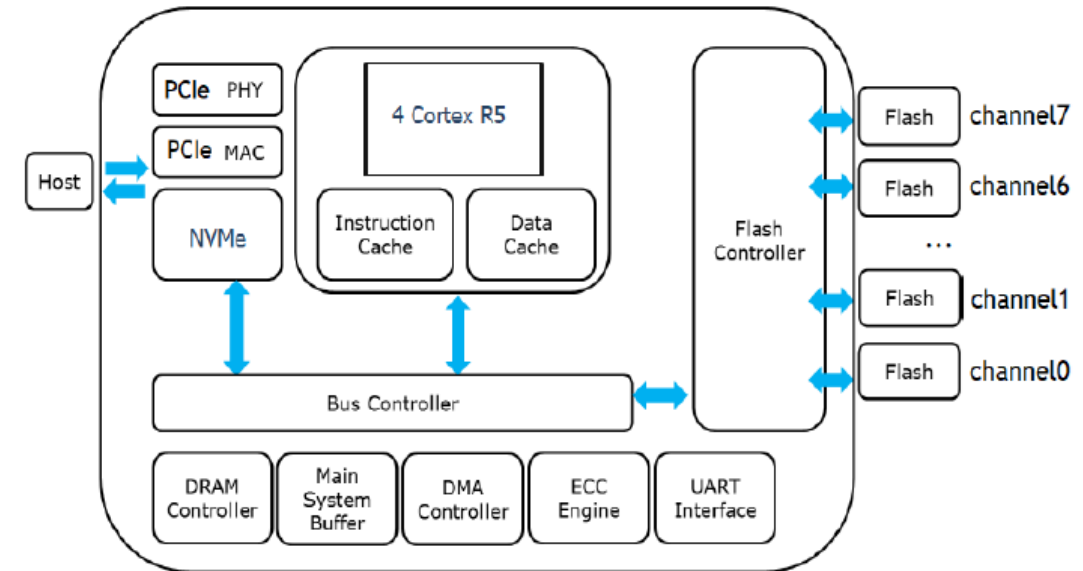 PCIe PHY
PCIe MAC
NVMe
Host
4 Cortex R5
Instruction
Cache
Data
Cache
Flash
Controller
Flash
channel7
Flash
channel6
...
Flash
channel1
Flash
channel0
Bus Controller
DRAM
Controller
Main
System
Buffer
DMA
Controller
ECC
Engine
UART
Interface